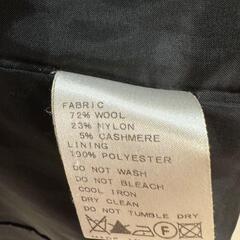 FABRIC
72% WOOL
23% NYLON
5% CASHMERE
LINING
100% POLYESTER
DO NOT WASH
DO NOT BLEACH
COOL IRON
DRY CLEAN
DO NOT TUMBLE DRY
F
MADE